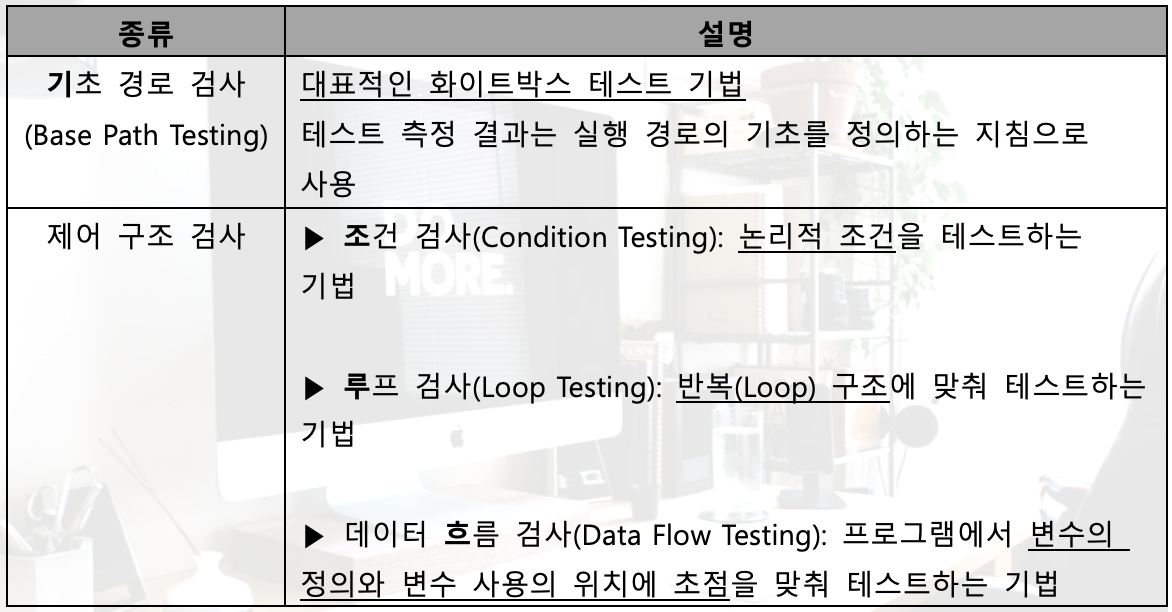 종류
설명
기초 경로 검사
(Base Path Testing)
대표적인 화이트박스 테스트 기법
테스트 측정 결과는 실행 경로의 기초를 정의하는 지침으로
사용
제어 구조 검사
▶ 조건 검사(Condition Testing): 논리적 조건을 테스트하는
기법
▶ 루프 검사(Loop Testing): 반복(Loop) 구조에 맞춰 테스트하는
기법
▶ 데이터 흐름 검사(Data Flow Testing): 프로그램에서 변수의
정의와 변수 사용의 위치에 초점을 맞춰 테스트하는 기법
DO
MORE.